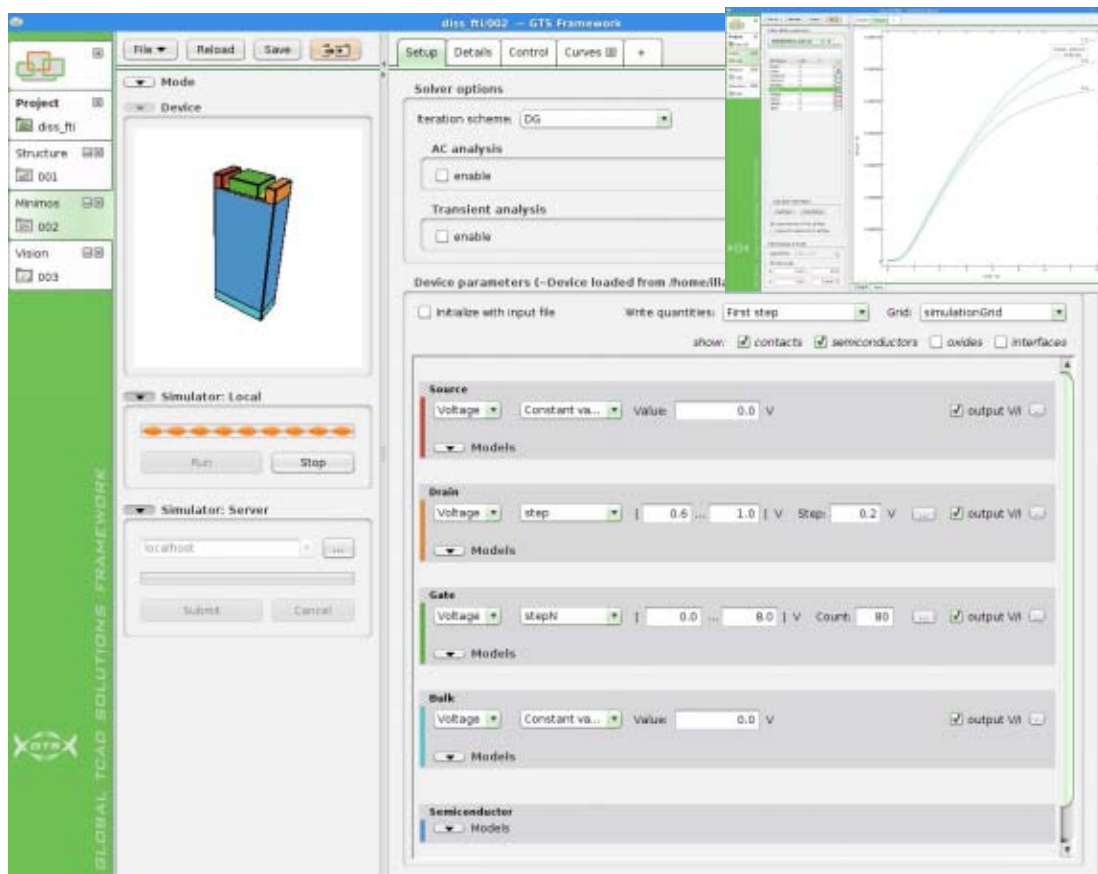 diss_fti/002 — GTS Framework
File Reload Save
Setup Details Control Curves +
Project
diss_fti
Structure
001
Minimos
002
Vision
003
Mode
Device
Solver options
Iteration scheme: DG
AC analysis
enable
Transient analysis
enable
Device parameters (~Device loaded from /home/
Initialize with input file Write quantities: First step Grid: simulationGrid
show: contacts semiconductors oxides interfaces
Simulator: Local
Run Stop
Simulator: Server
localhost ...
Submit Cancel
Source
Voltage Constant va... Value: 0.0 V output V/I ...
Models
Drain
Voltage step [ 0.6 ... 1.0 ] V Step: 0.2 V ... output V/I ...
Models
Gate
Voltage stepN [ 0.0 ... 8.0 ] V Count: 80 ... output V/I ...
Models
Bulk
Voltage Constant va... Value: 0.0 V output V/I ...
Models
Semiconductor
Models
GTS
GLOBAL TCAD SOLUTIONS FRAMEWORK